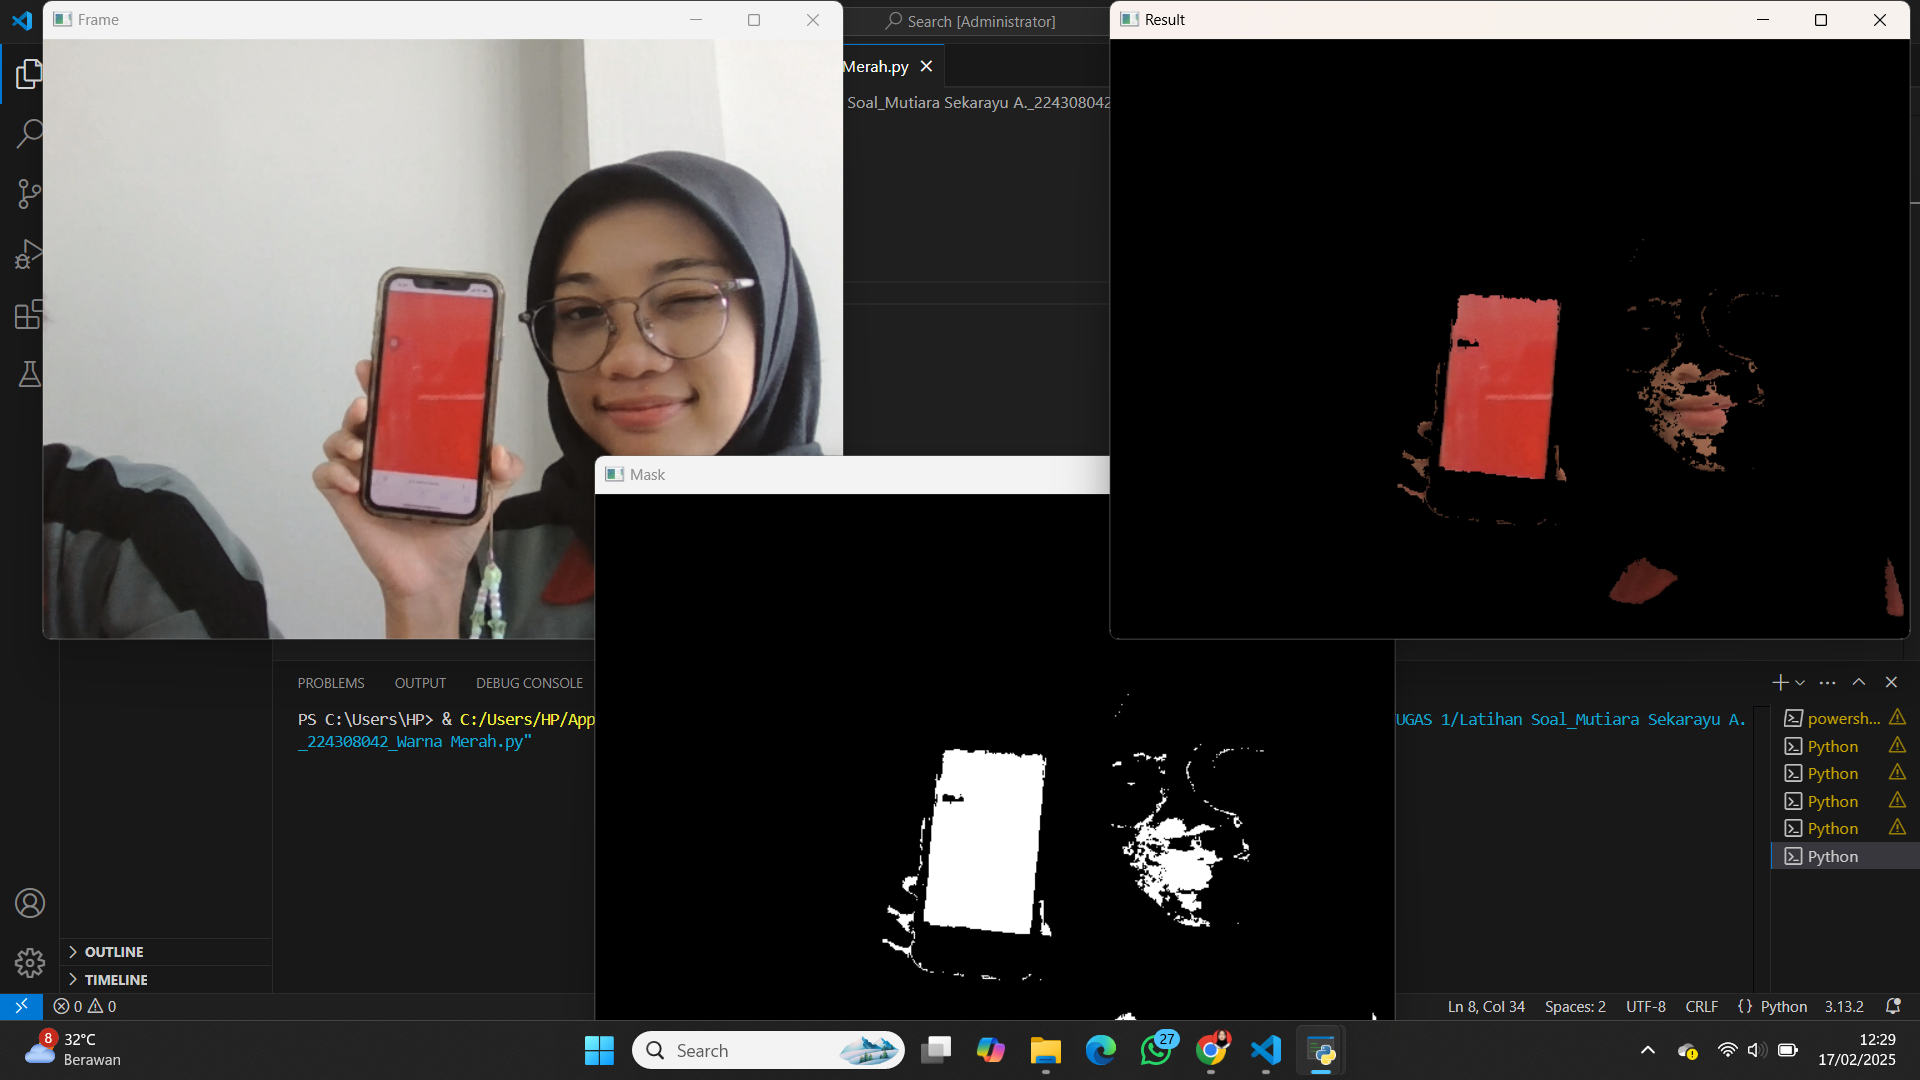 Frame
Search [Administrator]
Result
Merah.py
Soal_Mutiara Sekarayu A._224308042
Mask
PROBLEMS
OUTPUT
DEBUG CONSOLE
PS C:\Users\HP> & C:/Users/HP/App
UGAS 1/Latihan Soal_Mutiara Sekarayu A.
_224308042_Warna Merah.py"
powersh...
Python
Python
Python
Python
Python
OUTLINE
TIMELINE
0 0
Ln 8, Col 34
Spaces: 2
UTF-8
CRLF
{} Python
3.13.2
8
32°C
Berawan
Search
27
12:29
17/02/2025